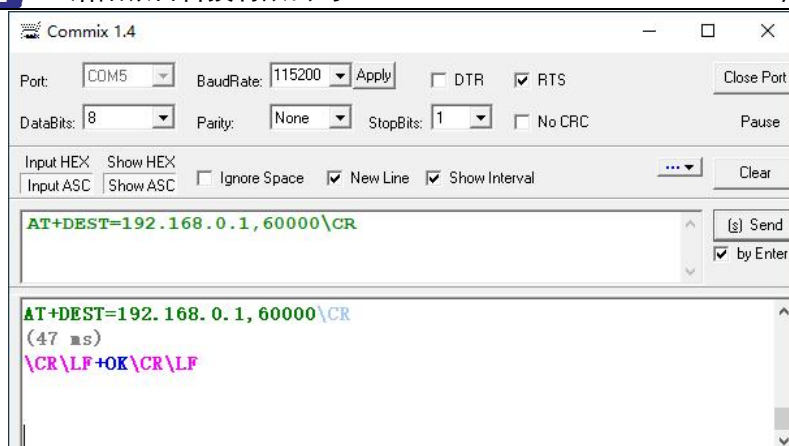 Commix 1.4
Port: COM5 BaudRate: 115200 Apply DTR RTS Close Port
DataBits: 8 Parity: None StopBits: 1 No CRC Pause
Input HEX Show HEX
Input ASC Show ASC Ignore Space New Line Show Interval ... Clear
AT+DEST=192.168.0.1,60000\CR
(s) Send
by Enter
AT+DEST=192.168.0.1,60000\CR
(47 ms)
\CR\LF+OK\CR\LF